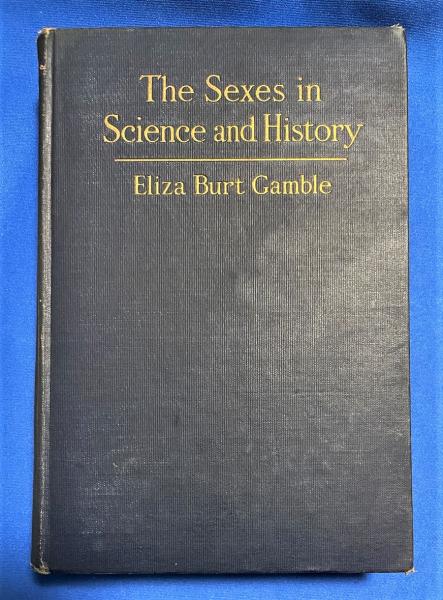 The Sexes in
Science and History
Eliza Burt Gamble